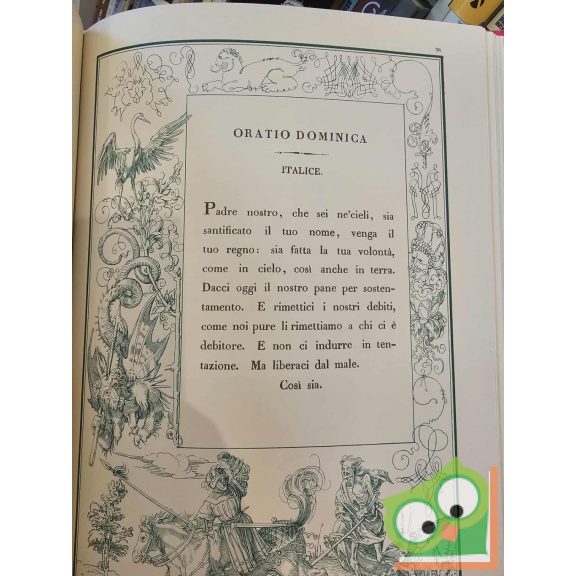 26
ORATIO DOMINICA
ITALICE.
Padre nostro, che sei ne'cieli, sia
santificato il tuo nome, venga il
tuo regno: sia fatta la tua volontá,
come in cielo, così anche in terra.
Dacci oggi il nostro pane per susten-
tamento. E rimettici i nostri debiti,
come noi pure li rimettiamo a chi ci è
debitore. E non ci indurre in ten-
tazione. Ma liberaci dal male.
Così sia.